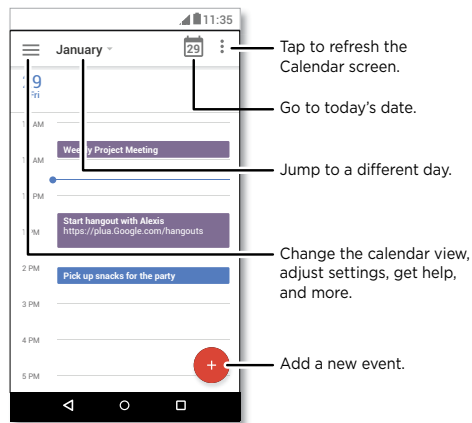 11:35
January
29
Tap to refresh the
Calendar screen.
29
Fri
Go to today's date.
AM
Weekly Project Meeting
AM
Jump to a different day.
PM
Start hangout with Alexis
https://plua.Google.com/hangouts
PM
Change the calendar view,
adjust settings, get help,
and more.
2 PM
Pick up snacks for the party
3 PM
4 PM
+
Add a new event.
5 PM